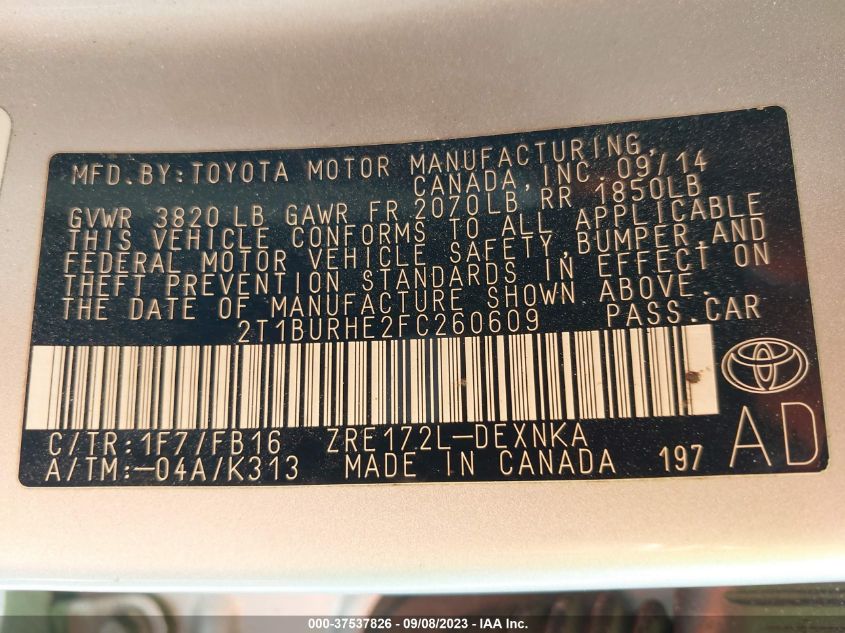 MFD.BY:TOYOTA MOTOR MANUFACTURING,
CANADA,INC.09/14
GVWR 3820 LB GAWR FR 2070LB RR 1850LB
THIS VEHICLE CONFORMS TO ALL APPLICABLE
FEDERAL MOTOR VEHICLE SAFETY,BUMPER,AND
THEFT PREVENTION STANDARDS IN EFFECT ON
THE DATE OF MANUFACTURE SHOWN ABOVE.
2T1BURHE2FC260609 PASS.CAR
C/TR:1F7/FB16 ZRE172L-DEXNKA
A/TM:-04A/K313 MADE IN CANADA 197 AD
000-37537826 - 09/08/2023 - IAA Inc.